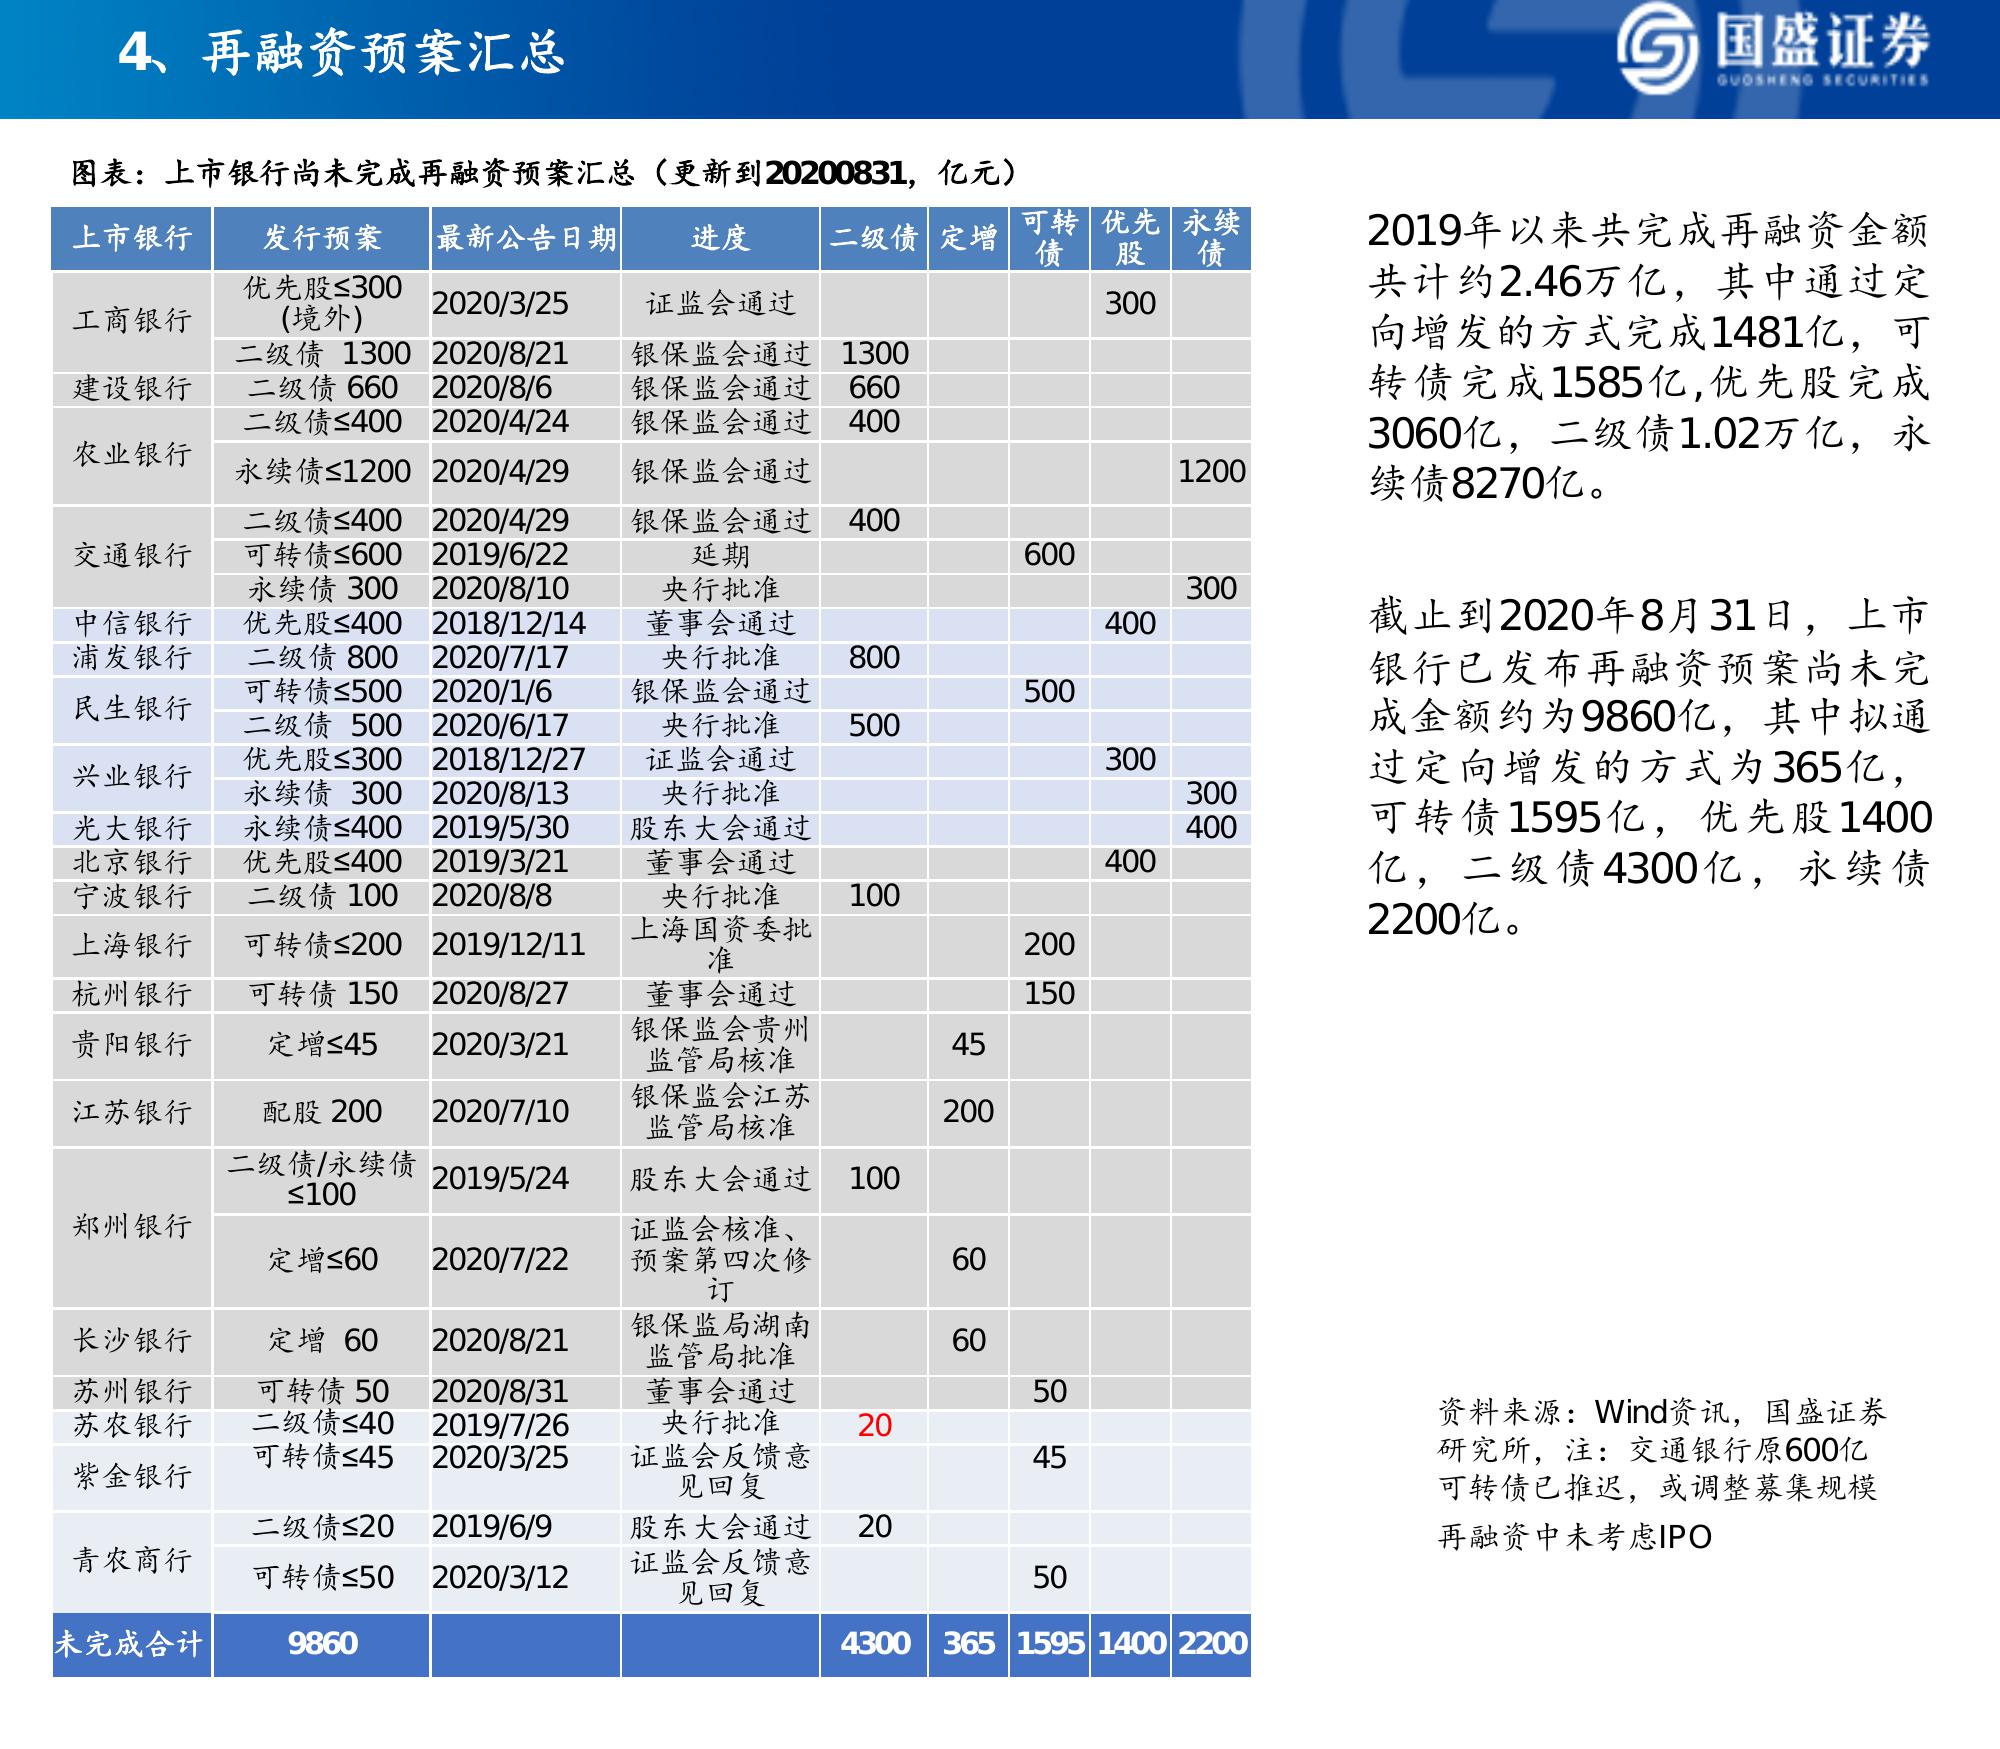 4、再融资预案汇总
国盛证券
GUOSHENG SECURITIES
图表：上市银行尚未完成再融资预案汇总（更新到20200831，亿元）
上市银行 发行预案 最新公告日期 进度 二级债 定增 可转债 优先股 永续债
工商银行 优先股≤300(境外) 2020/3/25 证监会通过 300
二级债 1300 2020/8/21 银保监会通过 1300
建设银行 二级债 660 2020/8/6 银保监会通过 660
农业银行 二级债≤400 2020/4/24 银保监会通过 400
永续债≤1200 2020/4/29 银保监会通过 1200
交通银行 二级债≤400 2020/4/29 银保监会通过 400
可转债≤600 2019/6/22 延期 600
永续债 300 2020/8/10 央行批准 300
中信银行 优先股≤400 2018/12/14 董事会通过 400
浦发银行 二级债 800 2020/7/17 央行批准 800
民生银行 可转债≤500 2020/1/6 银保监会通过 500
二级债 500 2020/6/17 央行批准 500
兴业银行 优先股≤300 2018/12/27 证监会通过 300
永续债 300 2020/8/13 央行批准 300
光大银行 永续债≤400 2019/5/30 股东大会通过 400
北京银行 优先股≤400 2019/3/21 董事会通过 400
宁波银行 二级债 100 2020/8/8 央行批准 100
上海银行 可转债≤200 2019/12/11 上海国资委批准 200
杭州银行 可转债 150 2020/8/27 董事会通过 150
贵阳银行 定增≤45 2020/3/21 银保监会贵州监管局核准 45
江苏银行 配股 200 2020/7/10 银保监会江苏监管局核准 200
郑州银行 二级债/永续债≤100 2019/5/24 股东大会通过 100
定增≤60 2020/7/22 证监会核准、预案第四次修订 60
长沙银行 定增 60 2020/8/21 银保监局湖南监管局批准 60
苏州银行 可转债 50 2020/8/31 董事会通过 50
苏农银行 二级债≤40 2019/7/26 央行批准 20
紫金银行 可转债≤45 2020/3/25 证监会反馈意见回复 45
青农商行 二级债≤20 2019/6/9 股东大会通过 20
可转债≤50 2020/3/12 证监会反馈意见回复 50
未完成合计 9860 4300 365 1595 1400 2200
2019年以来共完成再融资金额
共计约2.46万亿，其中通过定
向增发的方式完成1481亿，可
转债完成1585亿,优先股完成
3060亿，二级债1.02万亿，永
续债8270亿。
截止到2020年8月31日，上市
银行已发布再融资预案尚未完
成金额约为9860亿，其中拟通
过定向增发的方式为365亿，
可转债1595亿，优先股1400
亿，二级债4300亿，永续债
2200亿。
资料来源：Wind资讯，国盛证券
研究所，注：交通银行原600亿
可转债已推迟，或调整募集规模
再融资中未考虑IPO